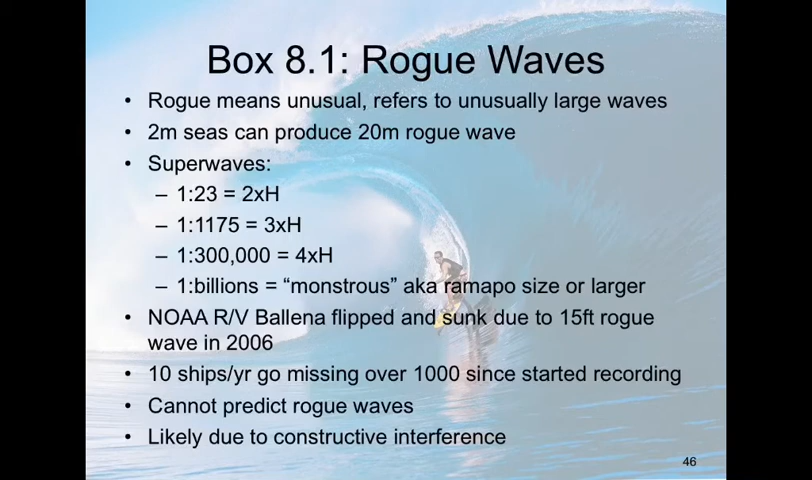 Box 8.1: Rogue Waves
• Rogue means unusual, refers to unusually large waves
• 2m seas can produce 20m rogue wave
• Superwaves:
– 1:23 = 2xH
– 1:1175 = 3xH
– 1:300,000 = 4xH
– 1:billions = “monstrous” aka ramapo size or larger
• NOAA R/V Ballena flipped and sunk due to 15ft rogue
wave in 2006
• 10 ships/yr go missing over 1000 since started recording
• Cannot predict rogue waves
• Likely due to constructive interference
46